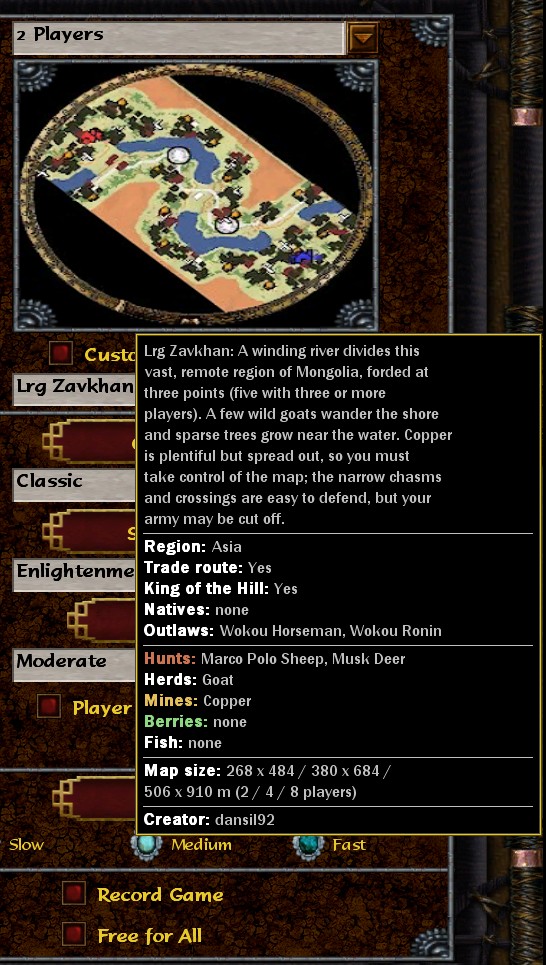 2 Players
Custo
Lrg Zavkhan
Classic
S
Enlightenme
Moderate
Player
Lrg Zavkhan: A winding river divides this
vast, remote region of Mongolia, forded at
three points (five with three or more
players). A few wild goats wander the shore
and sparse trees grow near the water. Copper
is plentiful but spread out, so you must
take control of the map; the narrow chasms
and crossings are easy to defend, but your
army may be cut off.
Region: Asia
Trade route: Yes
King of the Hill: Yes
Natives: none
Outlaws: Wokou Horseman, Wokou Ronin
Hunts: Marco Polo Sheep, Musk Deer
Herds: Goat
Mines: Copper
Berries: none
Fish: none
Map size: 268 x 484 / 380 x 684 /
506 x 910 m (2 / 4 / 8 players)
Creator: dansil92
Slow Medium Fast
Record Game
Free for All